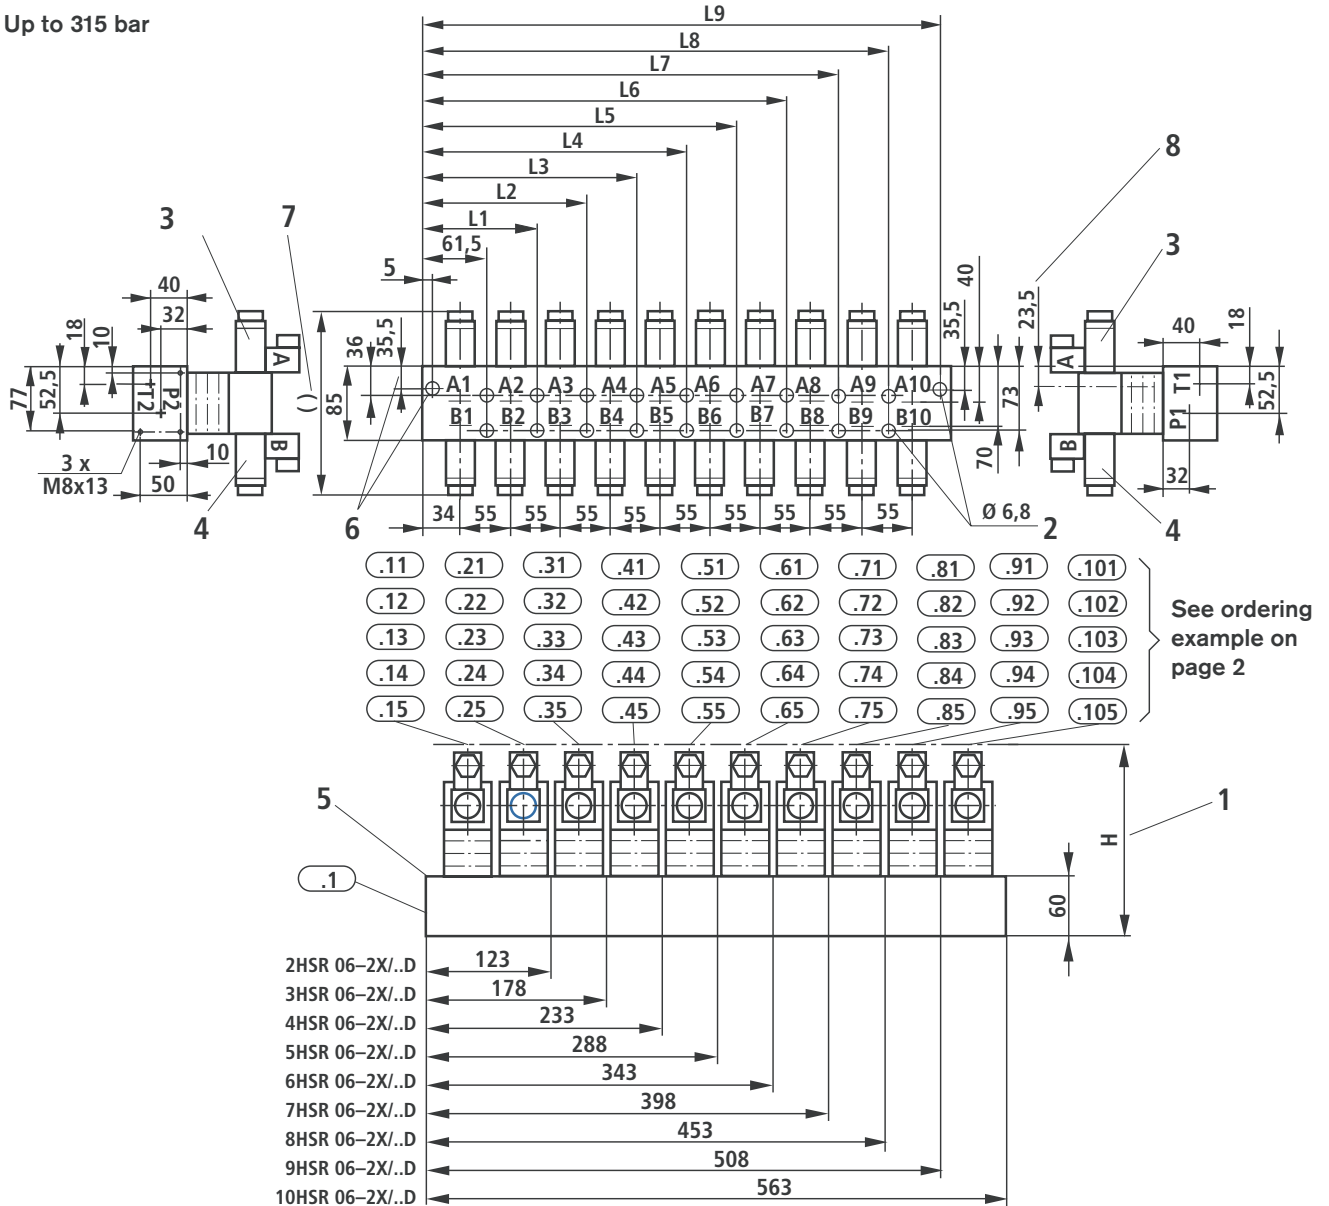 Up to 315 bar
L9
L8
L7
L6
L5
L4
L3
L2
L1
61,5
5
8
3
7
3
40
32
18
10
77
52,5
T2
P2
A
B
10
3 x
M8x13
50
4
36
35,5
( )
85
A1 A2 A3 A4 A5 A6 A7 A8 A9 A10
B1 B2 B3 B4 B5 B6 B7 B8 B9 B10
35,5
40
73
70
23,5
A
B
40
18
T1
P1
52,5
32
6
34 55 55 55 55 55 55 55 55 55
Ø 6,8
2
4
.11 .21 .31 .41 .51 .61 .71 .81 .91 .101
.12 .22 .32 .42 .52 .62 .72 .82 .92 .102
.13 .23 .33 .43 .53 .63 .73 .83 .93 .103
.14 .24 .34 .44 .54 .64 .74 .84 .94 .104
.15 .25 .35 .45 .55 .65 .75 .85 .95 .105
See ordering
example on
page 2
5
1
H
.1
60
2HSR 06–2X/..D 123
3HSR 06–2X/..D 178
4HSR 06–2X/..D 233
5HSR 06–2X/..D 288
6HSR 06–2X/..D 343
7HSR 06–2X/..D 398
8HSR 06–2X/..D 453
9HSR 06–2X/..D 508
10HSR 06–2X/..D 563